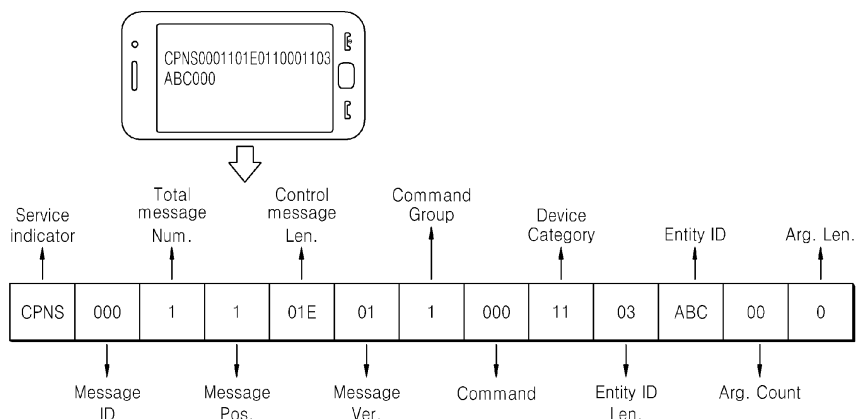 CPNS0001101E0110001103
ABC000
Total
message
Num.
Control
message
Len.
Command
Group
Service
indicator
Device
Category
Entity ID
Arg. Len.
CPNS 000 1 1 01E 01 1 000 11 03 ABC 00 0
Message
ID
Message
Pos.
Message
Ver.
Command
Entity ID
Len.
Arg. Count